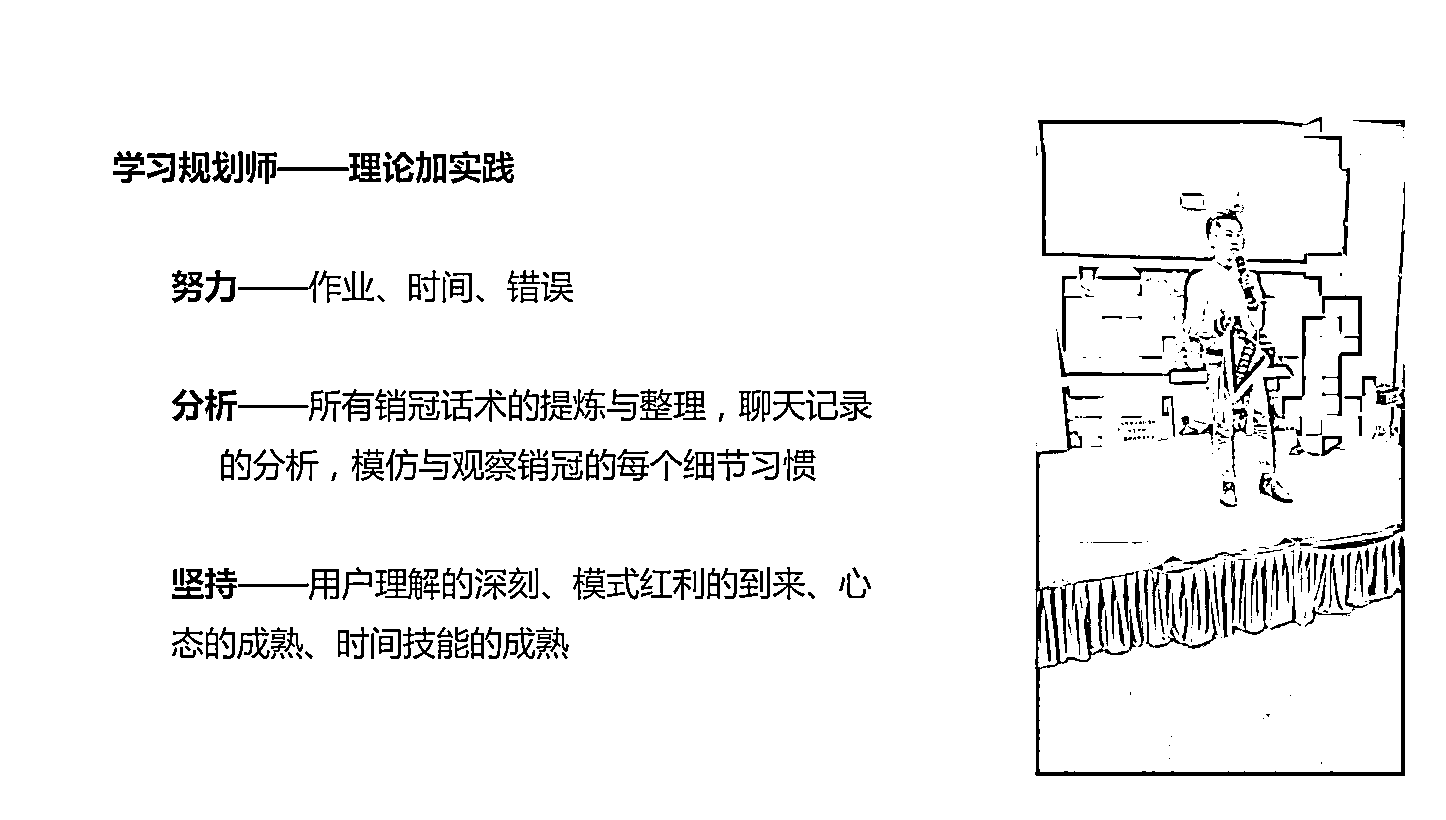 学习规划师——理论加实践
努力——作业、时间、错误
分析——所有销冠话术的提炼与整理，聊天记录
的分析，模仿与观察销冠的每个细节习惯
坚持——用户理解的深刻、模式红利的到来、心
态的成熟、时间技能的成熟